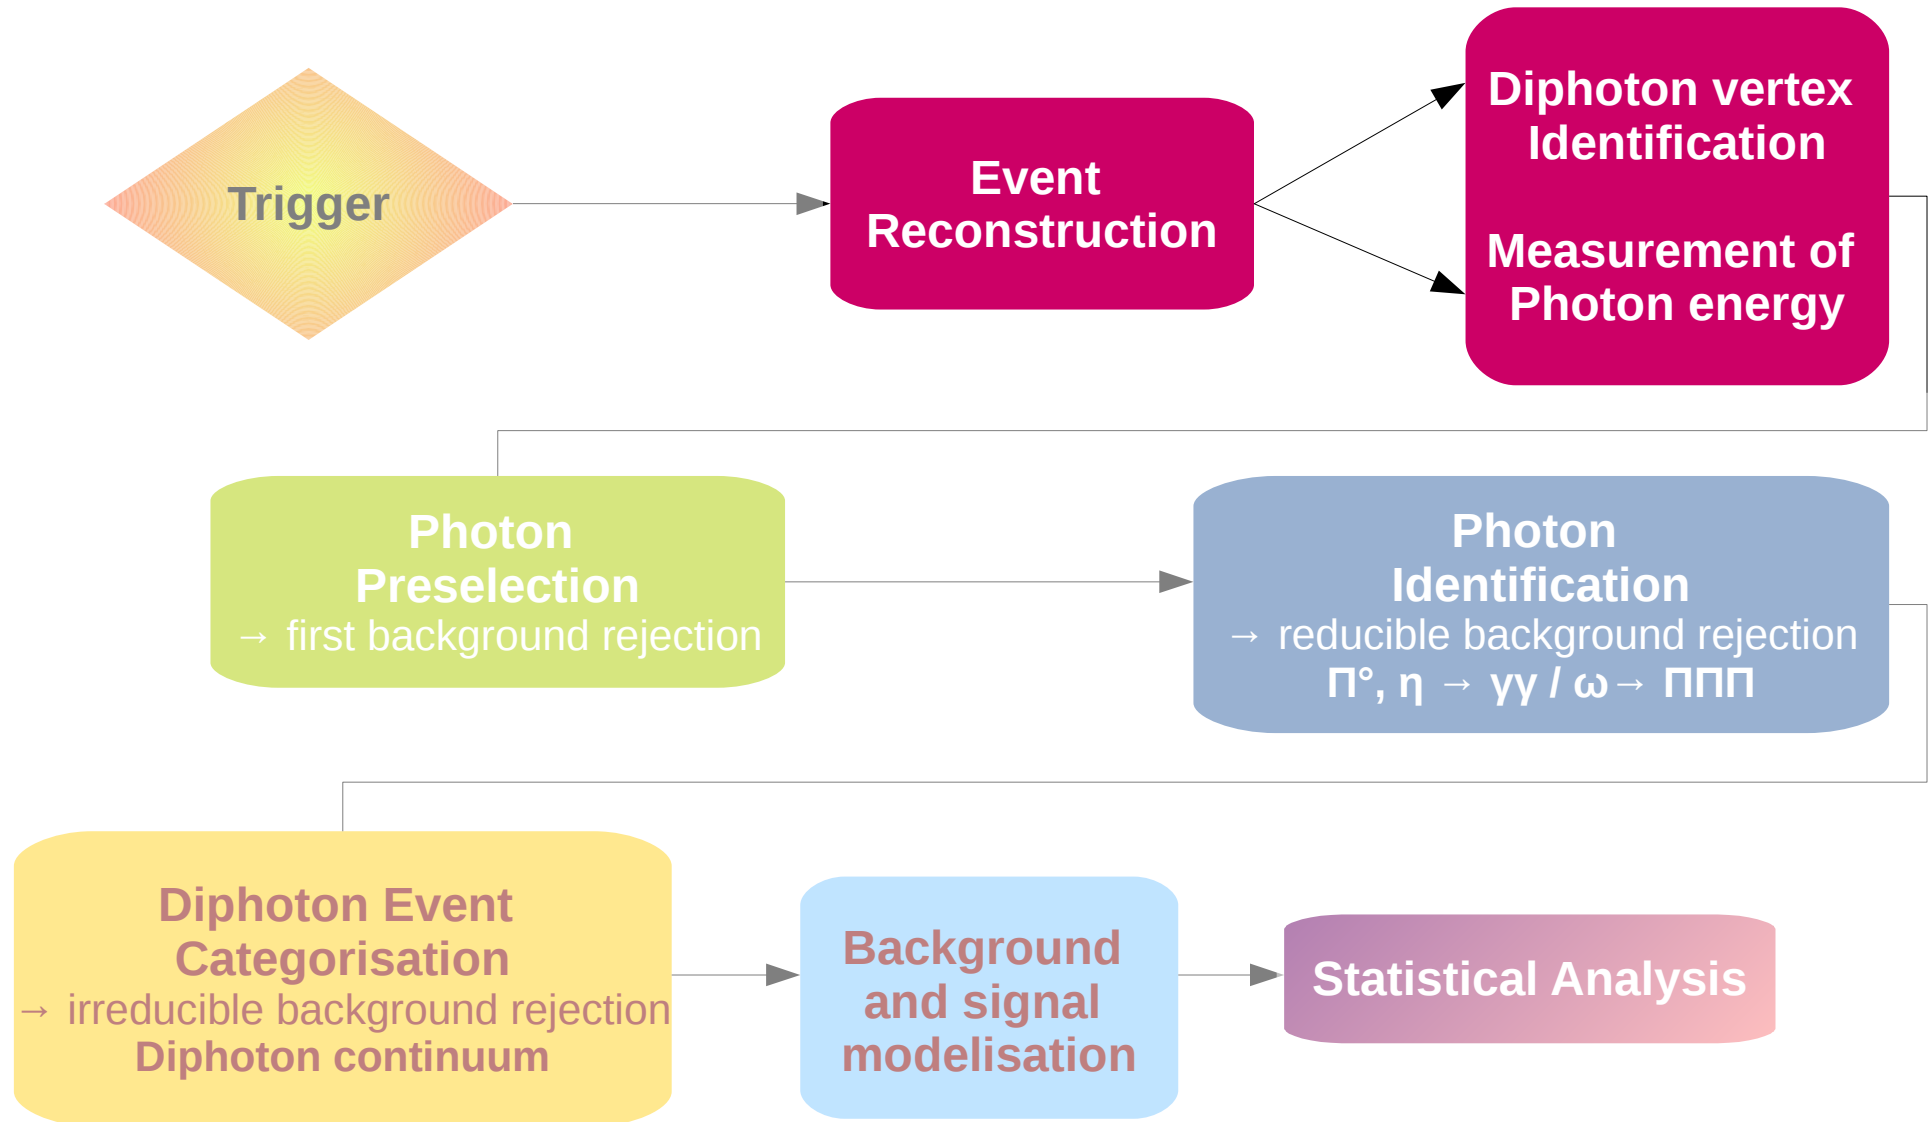 Trigger
Event
Reconstruction
Diphoton vertex
Identification
Measurement of
Photon energy
Photon
Preselection
→ first background rejection
Photon
Identification
→ reducible background rejection
Π°, η → γγ / ω→ ΠΠΠ
Diphoton Event
Categorisation
→ irreducible background rejection
Diphoton continuum
Background
and signal
modelisation
Statistical Analysis